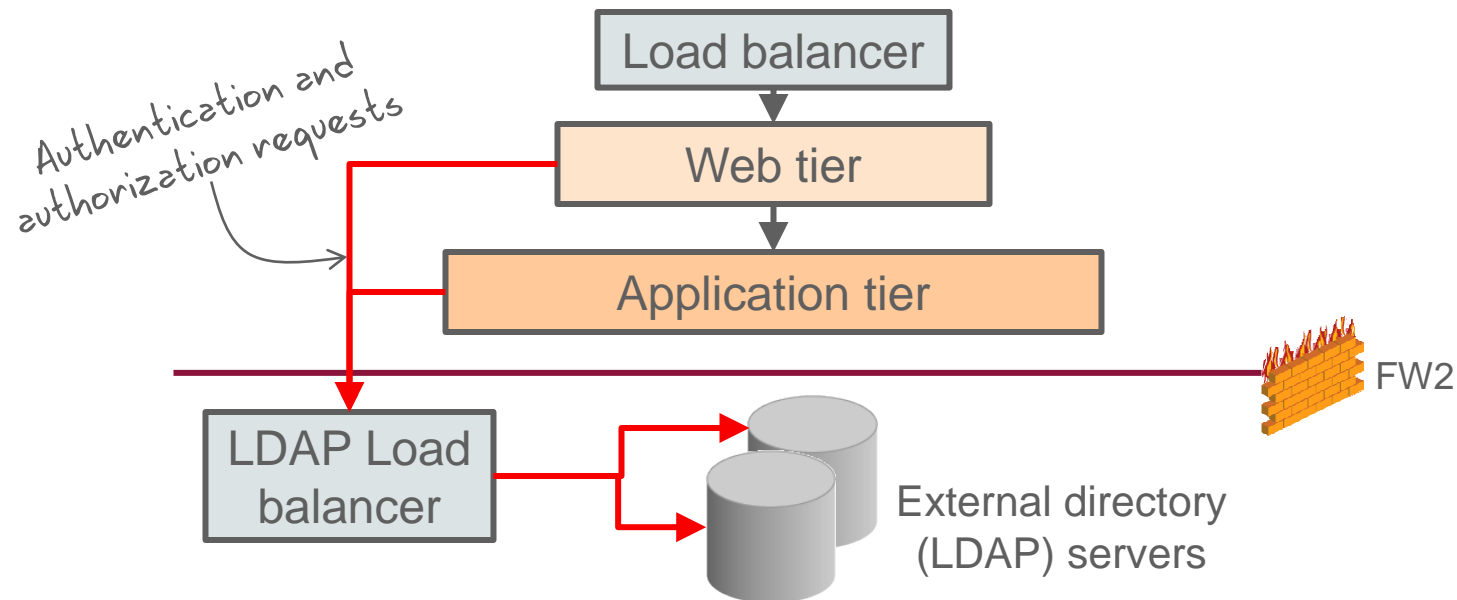 Load balancer
Authentication and
authorization requests
Web tier
Application tier
FW2
LDAP Load
balancer
External directory
(LDAP) servers